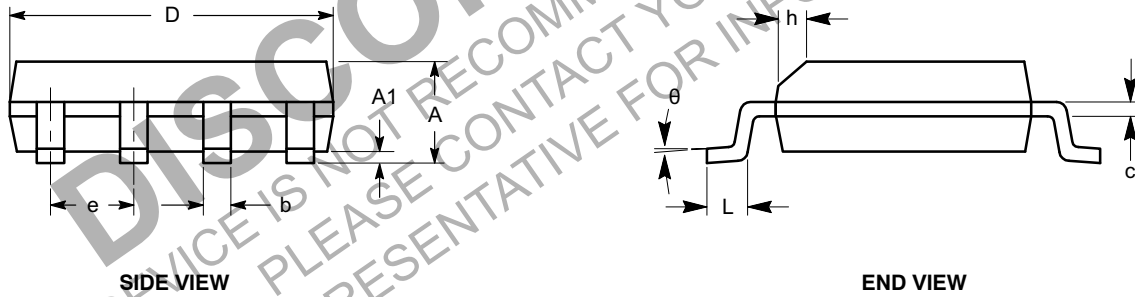 D
h
DISCO
DEVICE IS NOT RECOMM
PLEASE CONTACT YO
RESENTATIVE FOR IN
A1
A
θ
c
e
b
L
SIDE VIEW
END VIEW